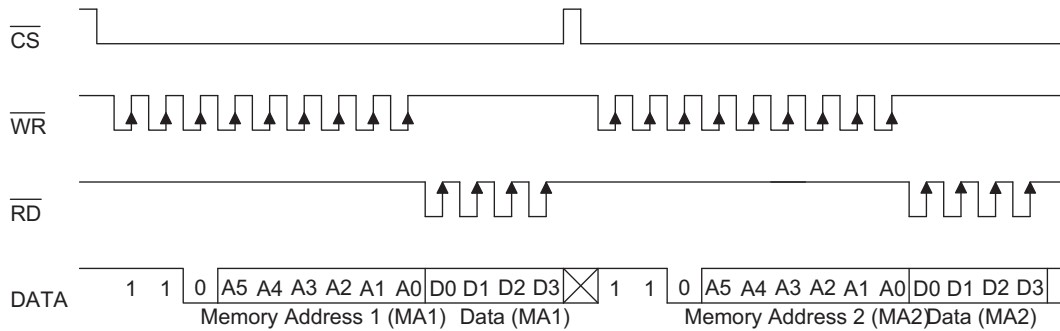 CS
WR
RD
DATA 1 1 0 A5 A4 A3 A2 A1 A0 D0 D1 D2 D3 1 1 0 A5 A4 A3 A2 A1 A0 D0 D1 D2 D3
Memory Address 1 (MA1) Data (MA1) Memory Address 2 (MA2) Data (MA2)